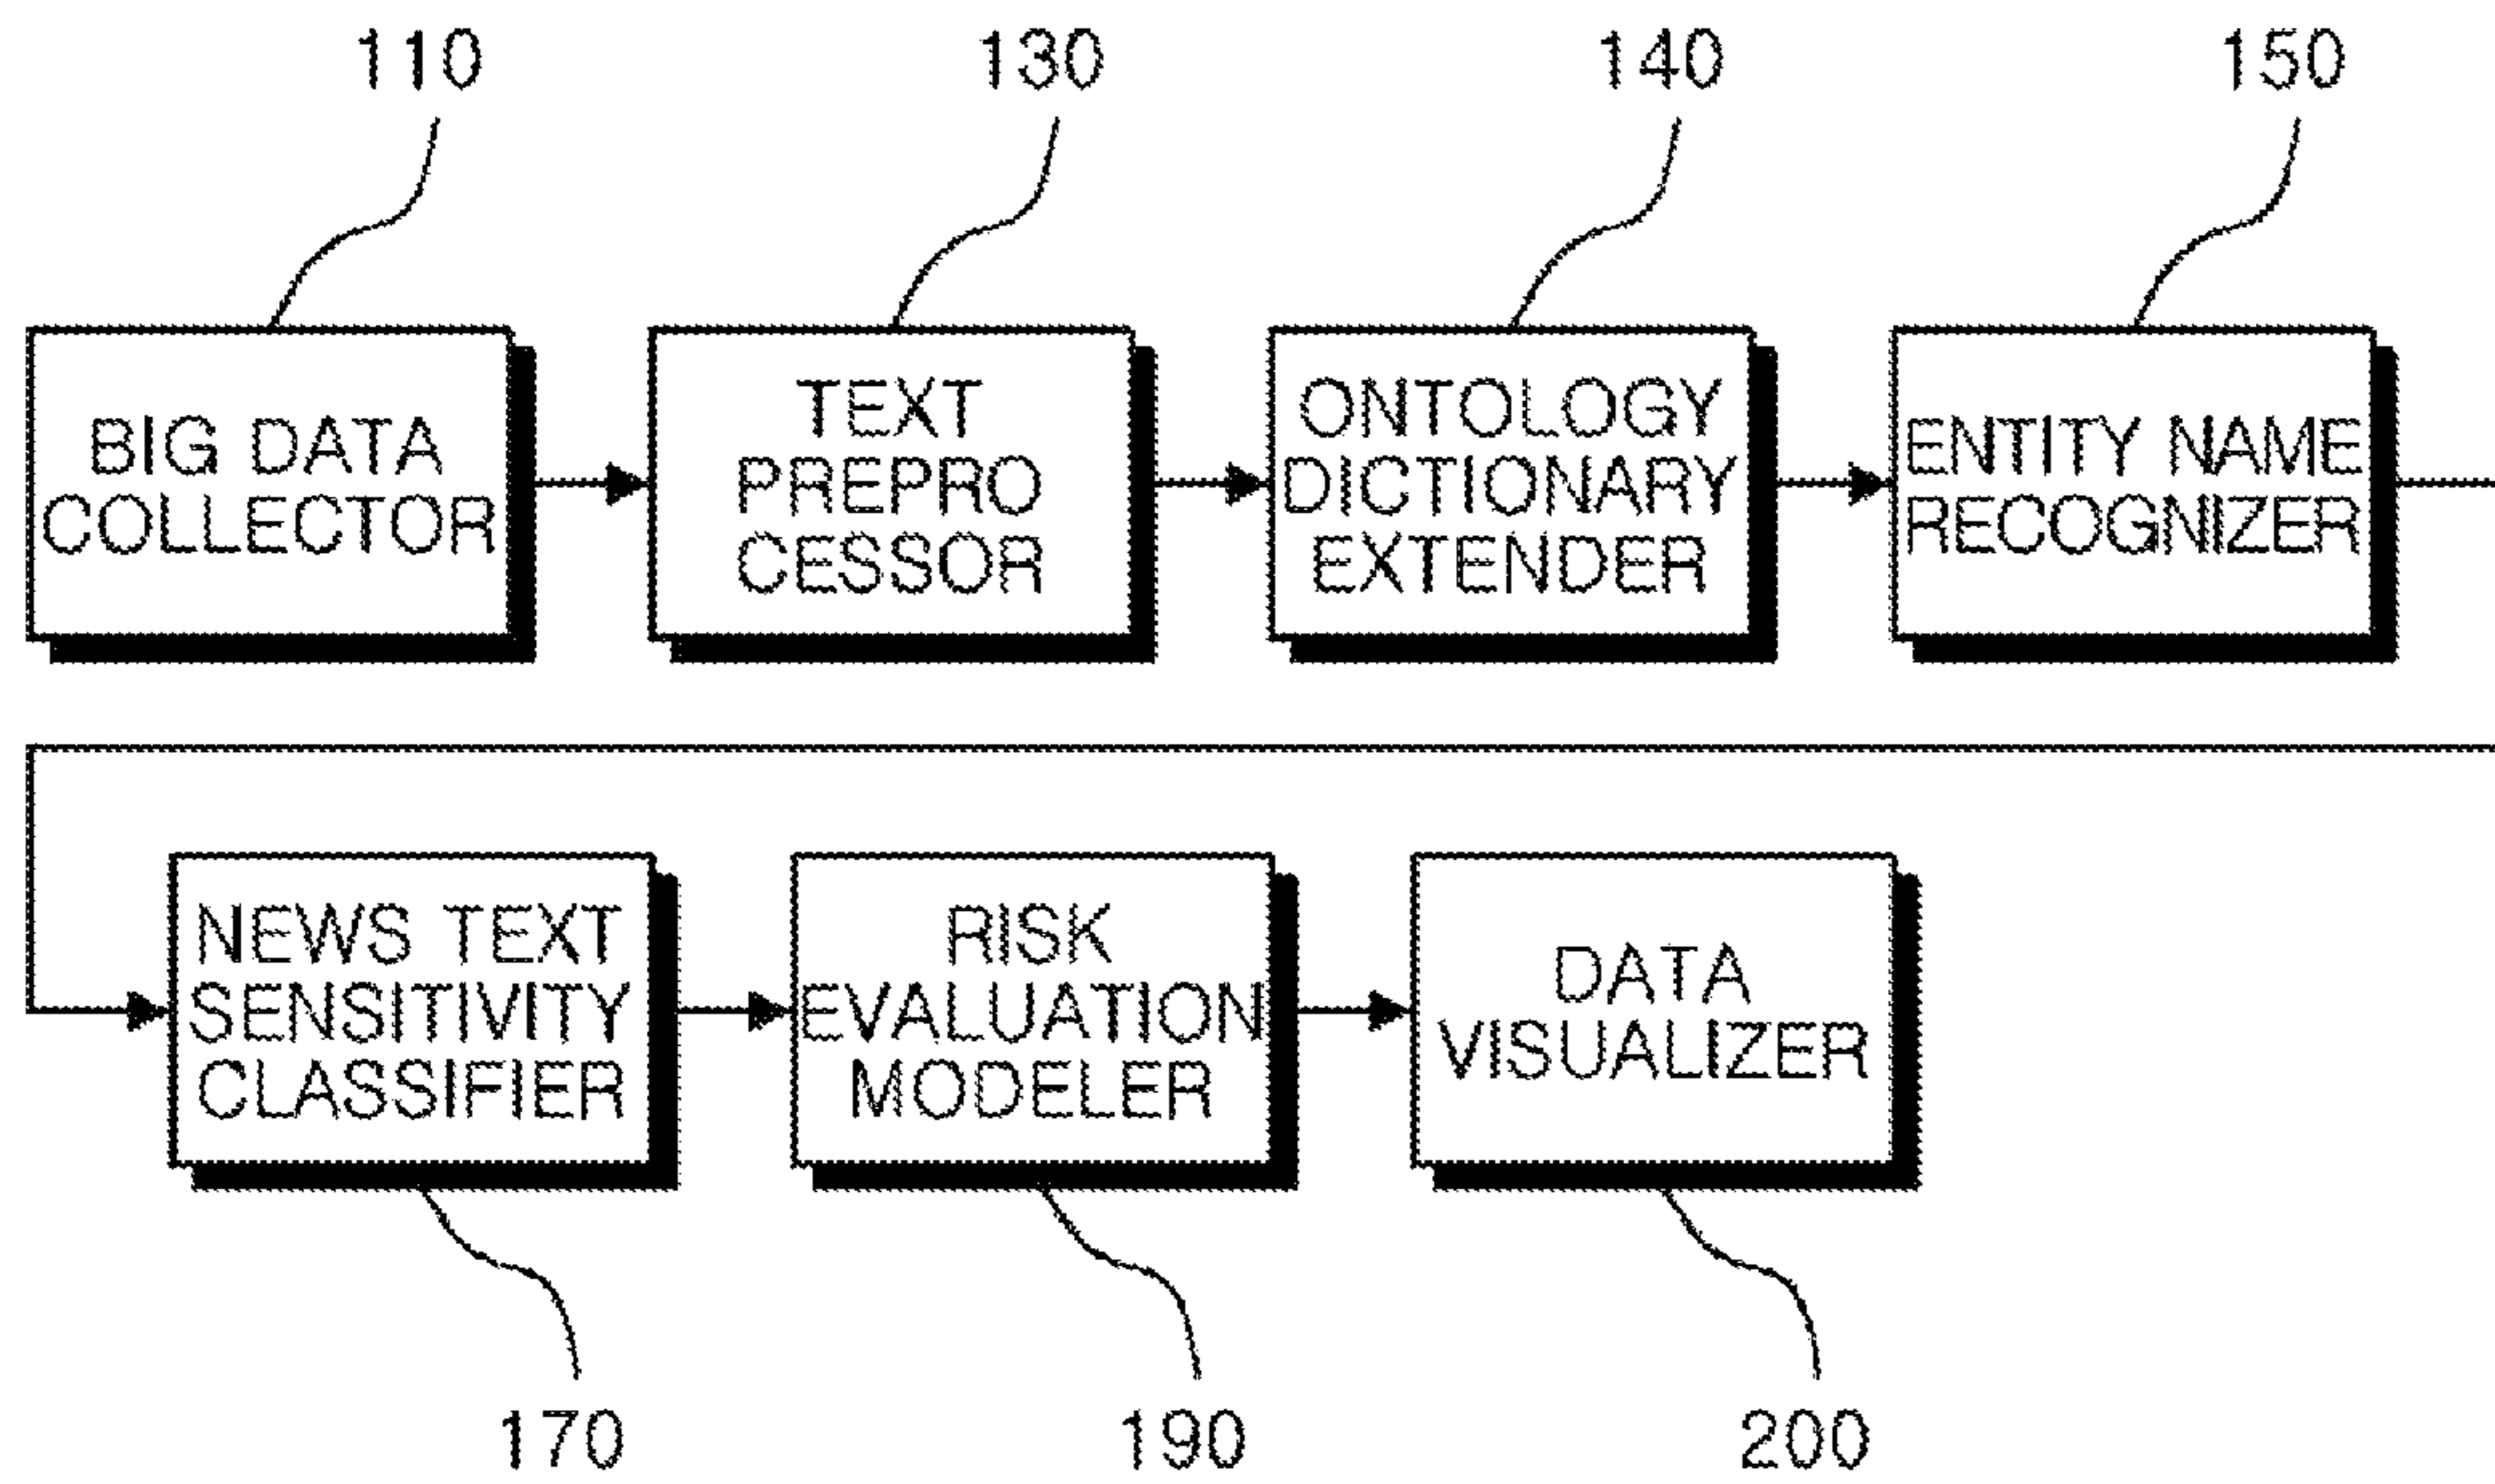 110
130
140
150
BIG DATA
COLLECTOR
TEXT
PREPRO
CESSOR
ONTOLOGY
DICTIONARY
EXTENDER
ENTITY NAME
RECOGNIZER
NEWS TEXT
SENSITIVITY
CLASSIFIER
RISK
EVALUATION
MODELER
DATA
VISUALIZER
170
190
200